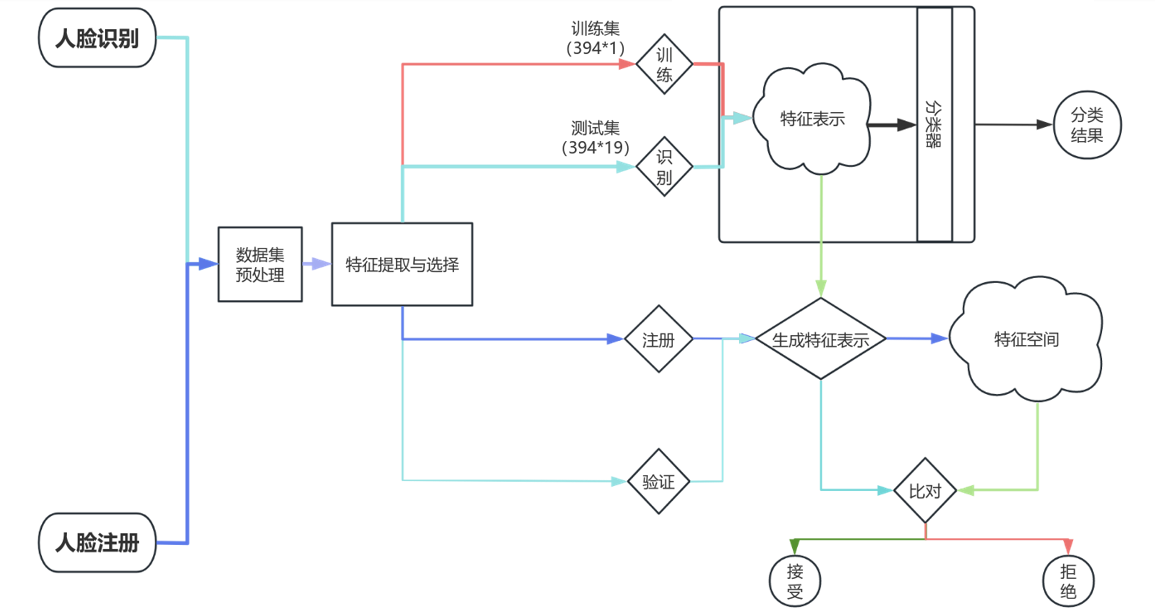 人脸识别
训练集
(394*1)
训
练
测试集
(394*19)
识
别
特征表示
分类器
分类
结果
数据集
预处理
特征提取与选择
注册
生成特征表示
特征空间
验证
比对
人脸注册
接
受
拒
绝